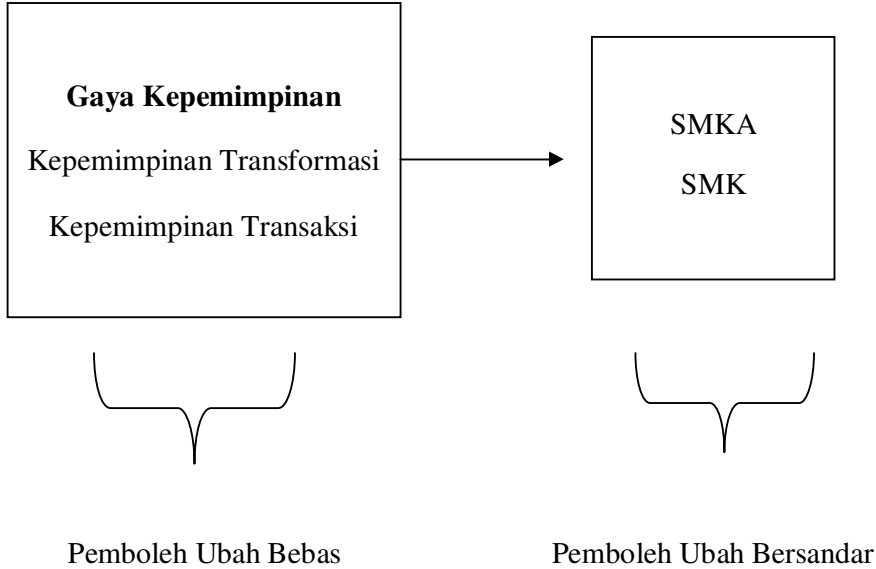 Gaya Kepemimpinan
Kepemimpinan Transformasi
Kepemimpinan Transaksi
SMKA
SMK
Pemboleh Ubah Bebas
Pemboleh Ubah Bersandar